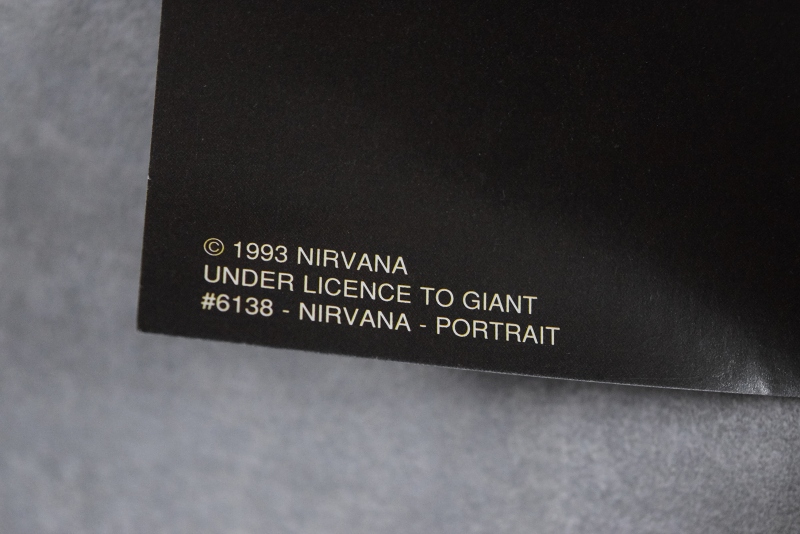 © 1993 NIRVANA
UNDER LICENCE TO GIANT
#6138 - NIRVANA - PORTRAIT